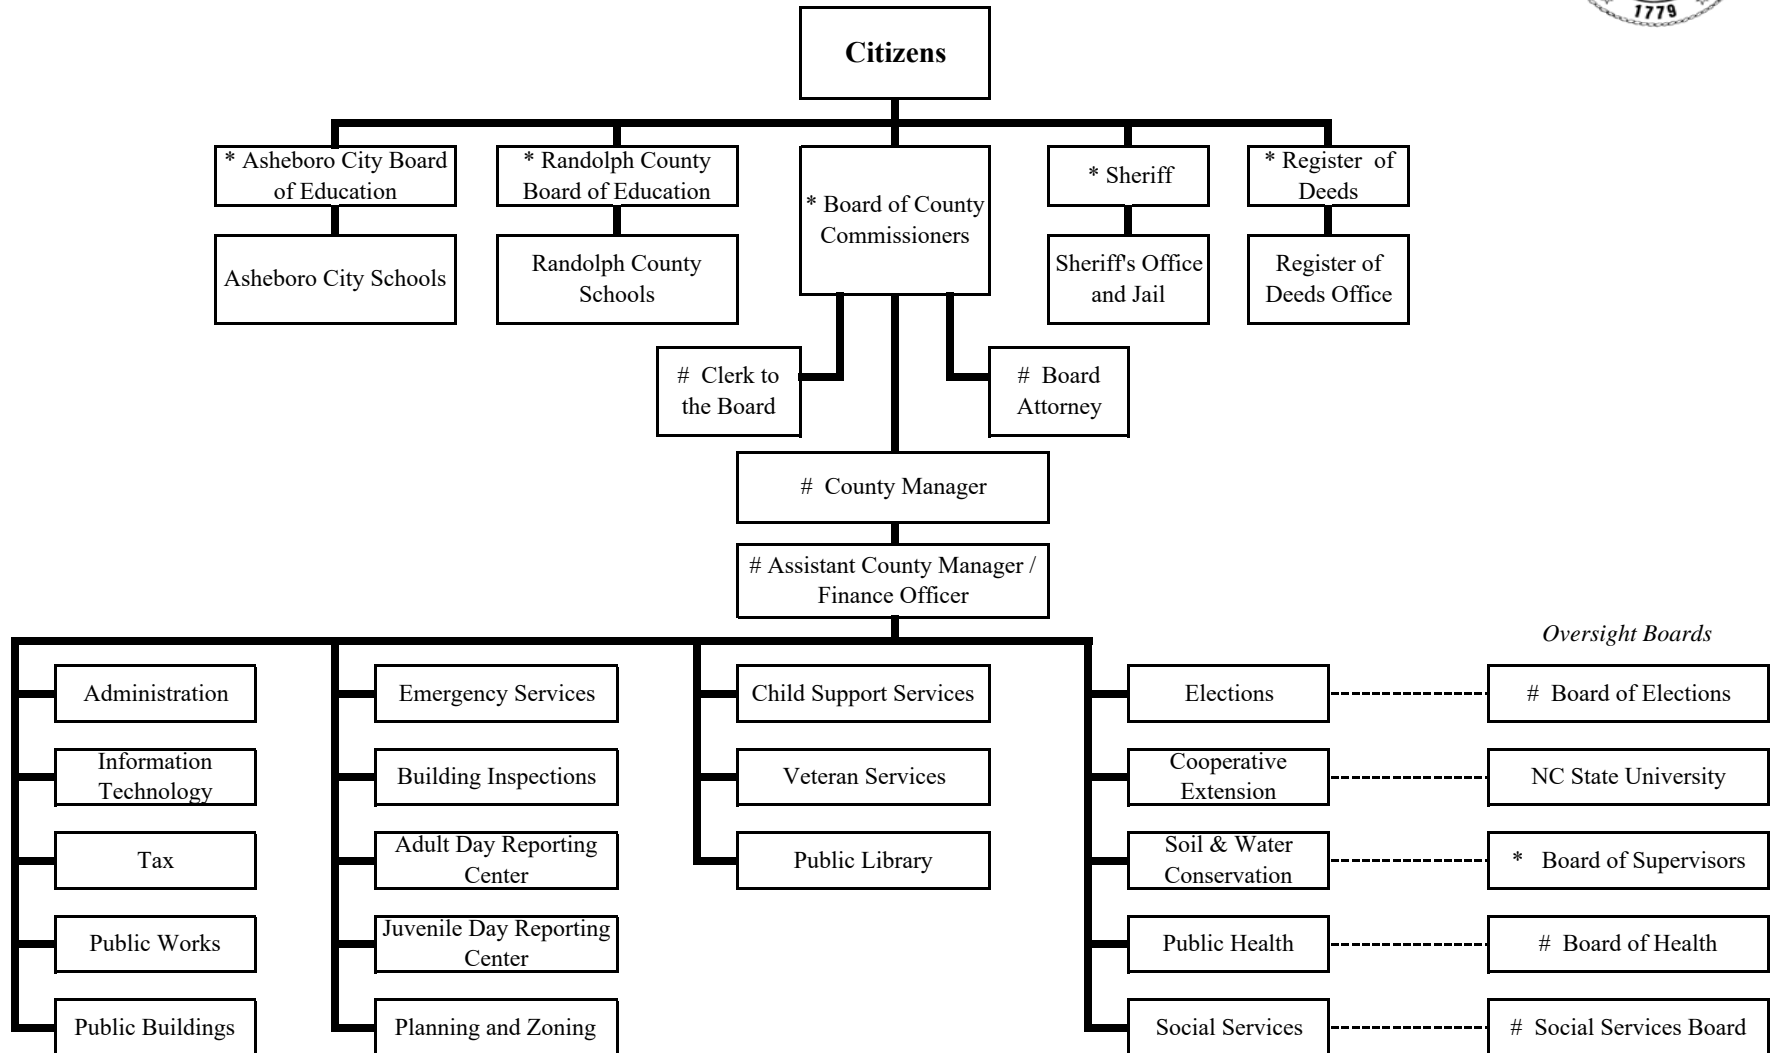 1779
Citizens
* Asheboro City Board
of Education
* Randolph County
Board of Education
* Board of County
Commissioners
* Sheriff
* Register of
Deeds
Asheboro City Schools
Randolph County
Schools
Sheriff's Office
and Jail
Register of
Deeds Office
# Clerk to
the Board
# Board
Attorney
# County Manager
# Assistant County Manager /
Finance Officer
Oversight Boards
Administration
Emergency Services
Child Support Services
Elections
# Board of Elections
Information
Technology
Building Inspections
Veteran Services
Cooperative
Extension
NC State University
Tax
Adult Day Reporting
Center
Public Library
Soil & Water
Conservation
* Board of Supervisors
Public Works
Juvenile Day Reporting
Center
Public Health
# Board of Health
Public Buildings
Planning and Zoning
Social Services
# Social Services Board